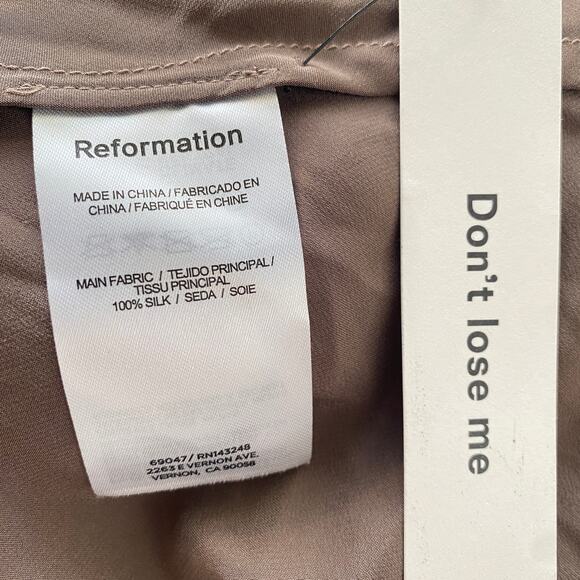 Reformation
MADE IN CHINA / FABRICADO EN
CHINA / FABRIQUÉ EN CHINE
MAIN FABRIC / TEJIDO PRINCIPAL /
TISSU PRINCIPAL
100% SILK / SEDA / SOIE
69047 / RN143248
2263 E VERNON AVE.
VERNON, CA 90058
Don't lose me